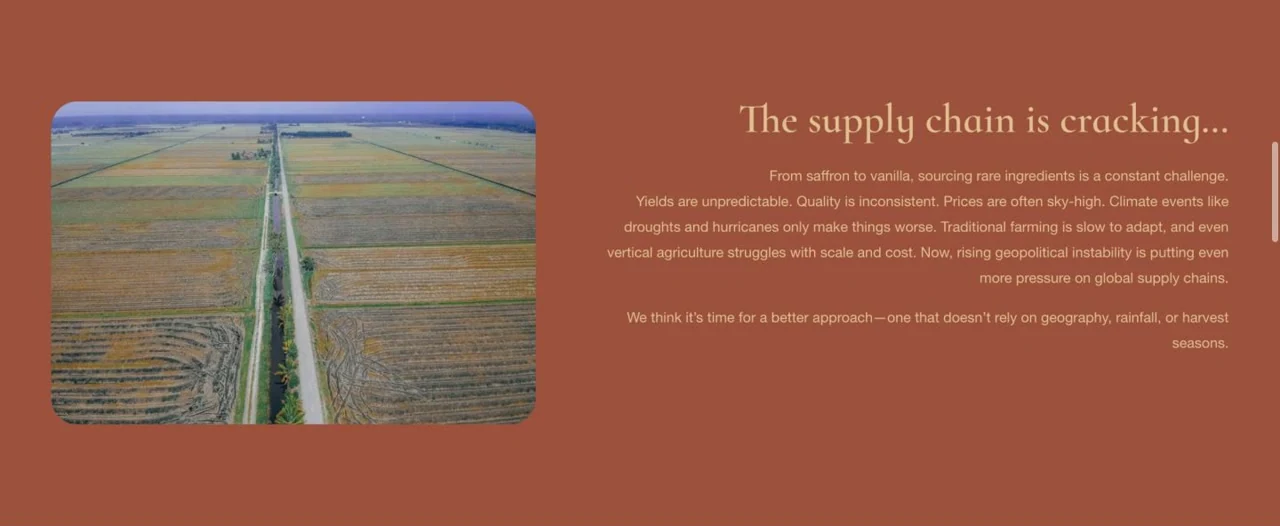 The supply chain is cracking...
From saffron to vanilla, sourcing rare ingredients is a constant challenge.
Yields are unpredictable. Quality is inconsistent. Prices are often sky-high. Climate events like
droughts and hurricanes only make things worse. Traditional farming is slow to adapt, and even
vertical agriculture struggles with scale and cost. Now, rising geopolitical instability is putting even
more pressure on global supply chains.
We think it’s time for a better approach—one that doesn’t rely on geography, rainfall, or harvest
seasons.